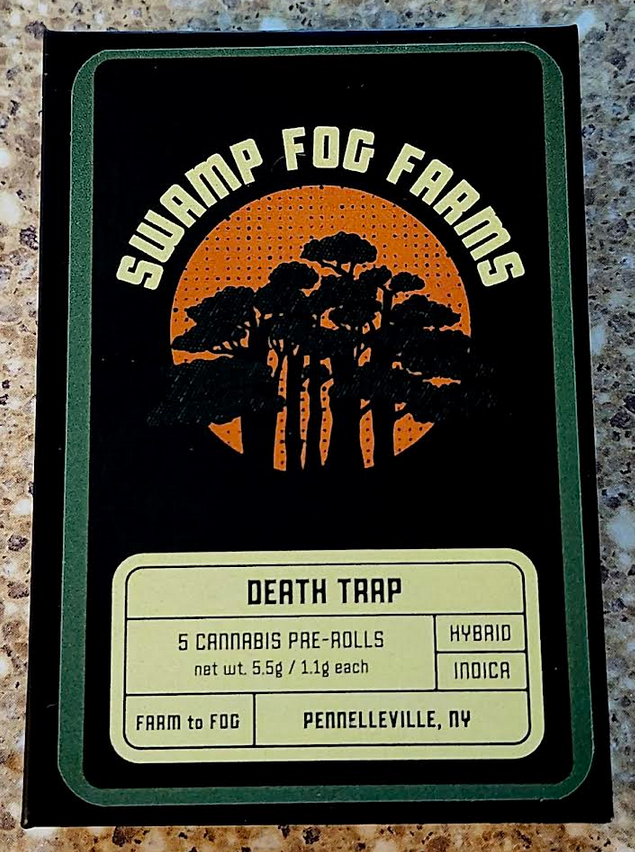 SWAMP FOG FARMS
DEATH TRAP
5 CANNABIS PRE-ROLLS
net wt. 5.5g / 1.1g each
HYBRID
INDICA
FARM to FOG
PENNELLEVILLE, NY